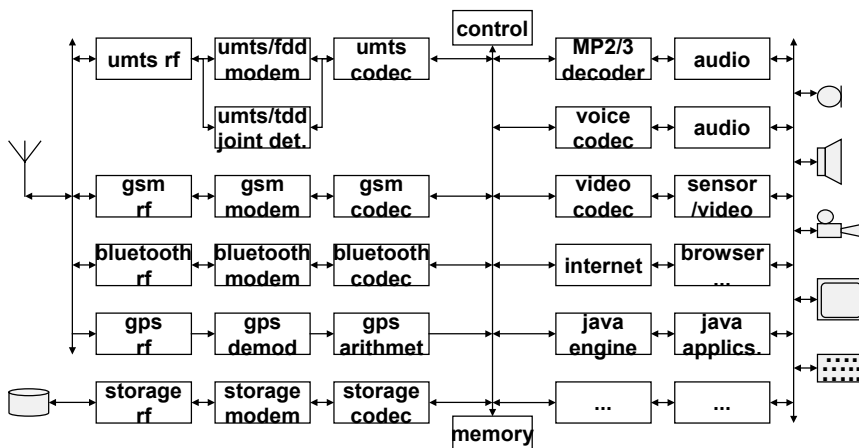 control
umts rf
umts/fdd
modem
umts
codec
MP2/3
decoder
audio
umts/tdd
joint det.
voice
codec
audio
gsm
rf
gsm
modem
gsm
codec
video
codec
sensor
/video
bluetooth
rf
bluetooth
modem
bluetooth
codec
internet
browser
...
gps
rf
gps
demod
gps
arithmet
java
engine
java
applics.
storage
rf
storage
modem
storage
codec
...
...
memory